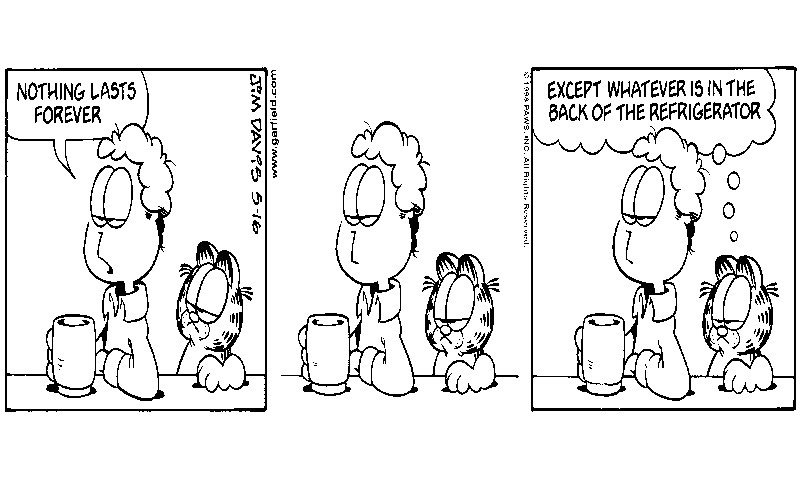 NOTHING LASTS
FOREVER
JIM DAVIS 5-16
www.garfield.com
© 1998 PAWS, INC. All Rights Reserved.
EXCEPT WHATEVER IS IN THE
BACK OF THE REFRIGERATOR